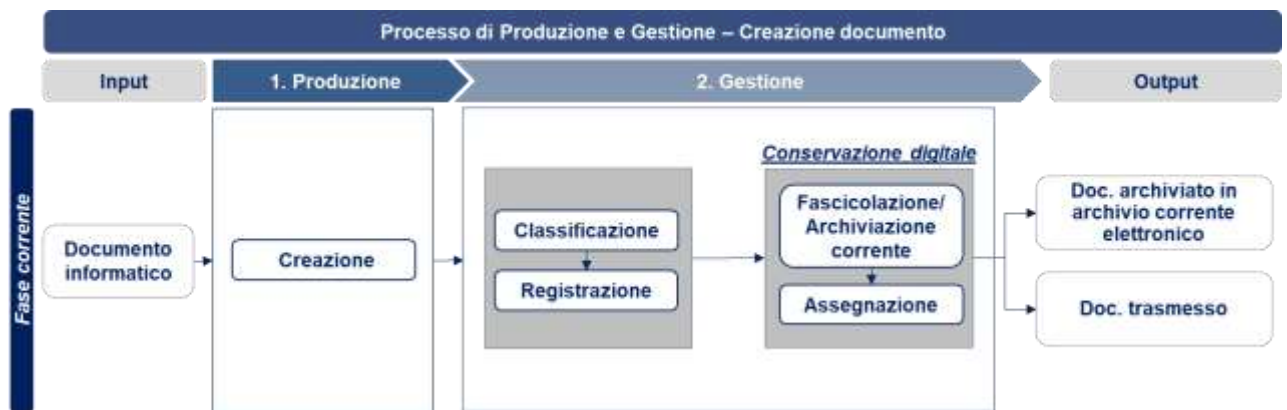 Processo di Produzione e Gestione – Creazione documento
Input
1. Produzione
2. Gestione
Output
Fase corrente
Documento
informatico
Creazione
Classificazione
Registrazione
Conservazione digitale
Fascicolazione/
Archiviazione
corrente
Assegnazione
Doc. archiviato in
archivio corrente
elettronico
Doc. trasmesso